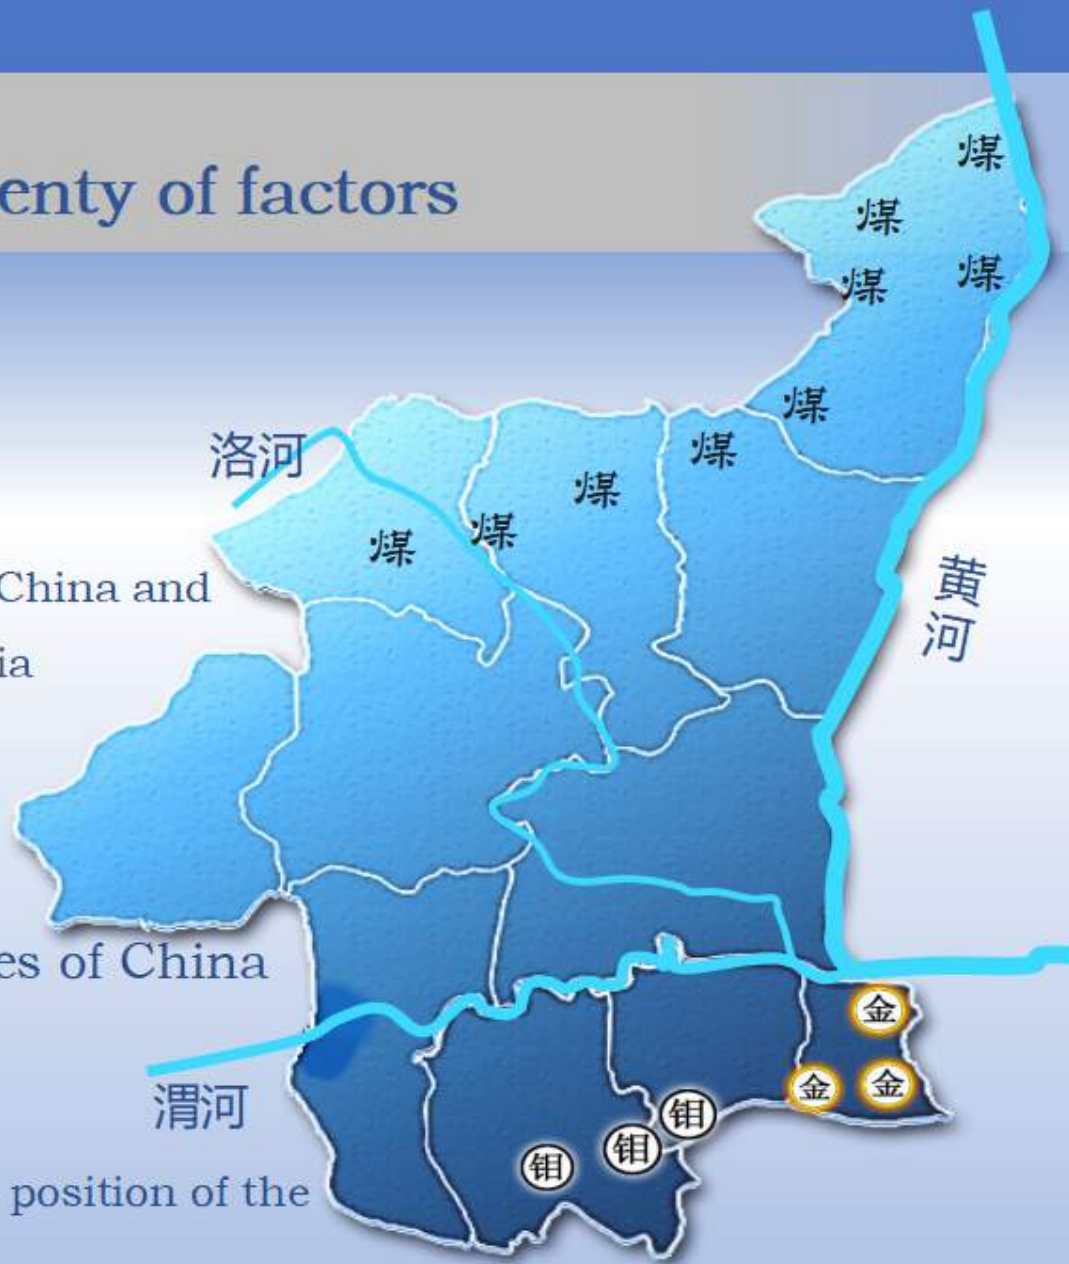 enty of factors
煤
煤
煤
煤
煤
煤
洛河
煤
煤
煤
黄河
China and
ia
es of China
金
金
金
渭河
钼
钼
钼
position of the